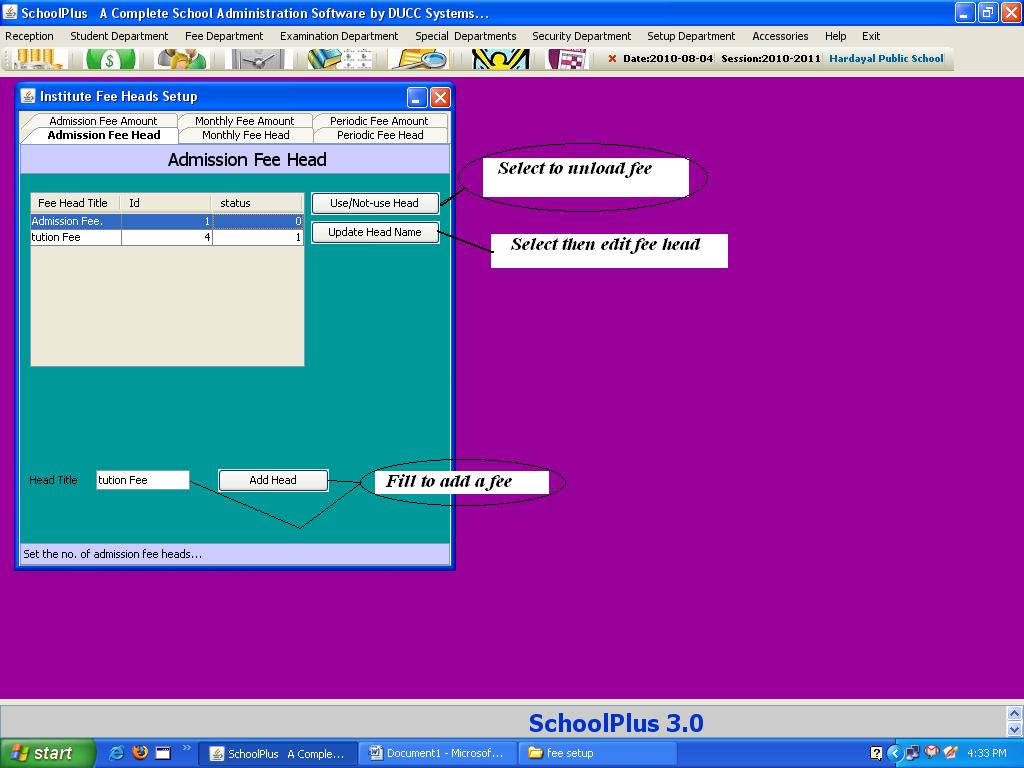 SchoolPlus A Complete School Administration Software by DUCC Systems...
Reception Student Department Fee Department Examination Department Special Departments Security Department Setup Department Accessories Help Exit
$ Date:2010-08-04 Session:2010-2011 Hardayal Public School
Institute Fee Heads Setup
Admission Fee Amount Monthly Fee Amount Periodic Fee Amount
Admission Fee Head Monthly Fee Head Periodic Fee Head
Admission Fee Head
Select to unload fee
Fee Head Title Id status Use/Not-use Head
Admission Fee. 1 0
tution Fee 4 1 Update Head Name
Select then edit fee head
Head Title tution Fee Add Head Fill to add a fee
Set the no. of admission fee heads...
SchoolPlus 3.0
start SchoolPlus A Comple... Document1 - Microsof... fee setup 4:33 PM